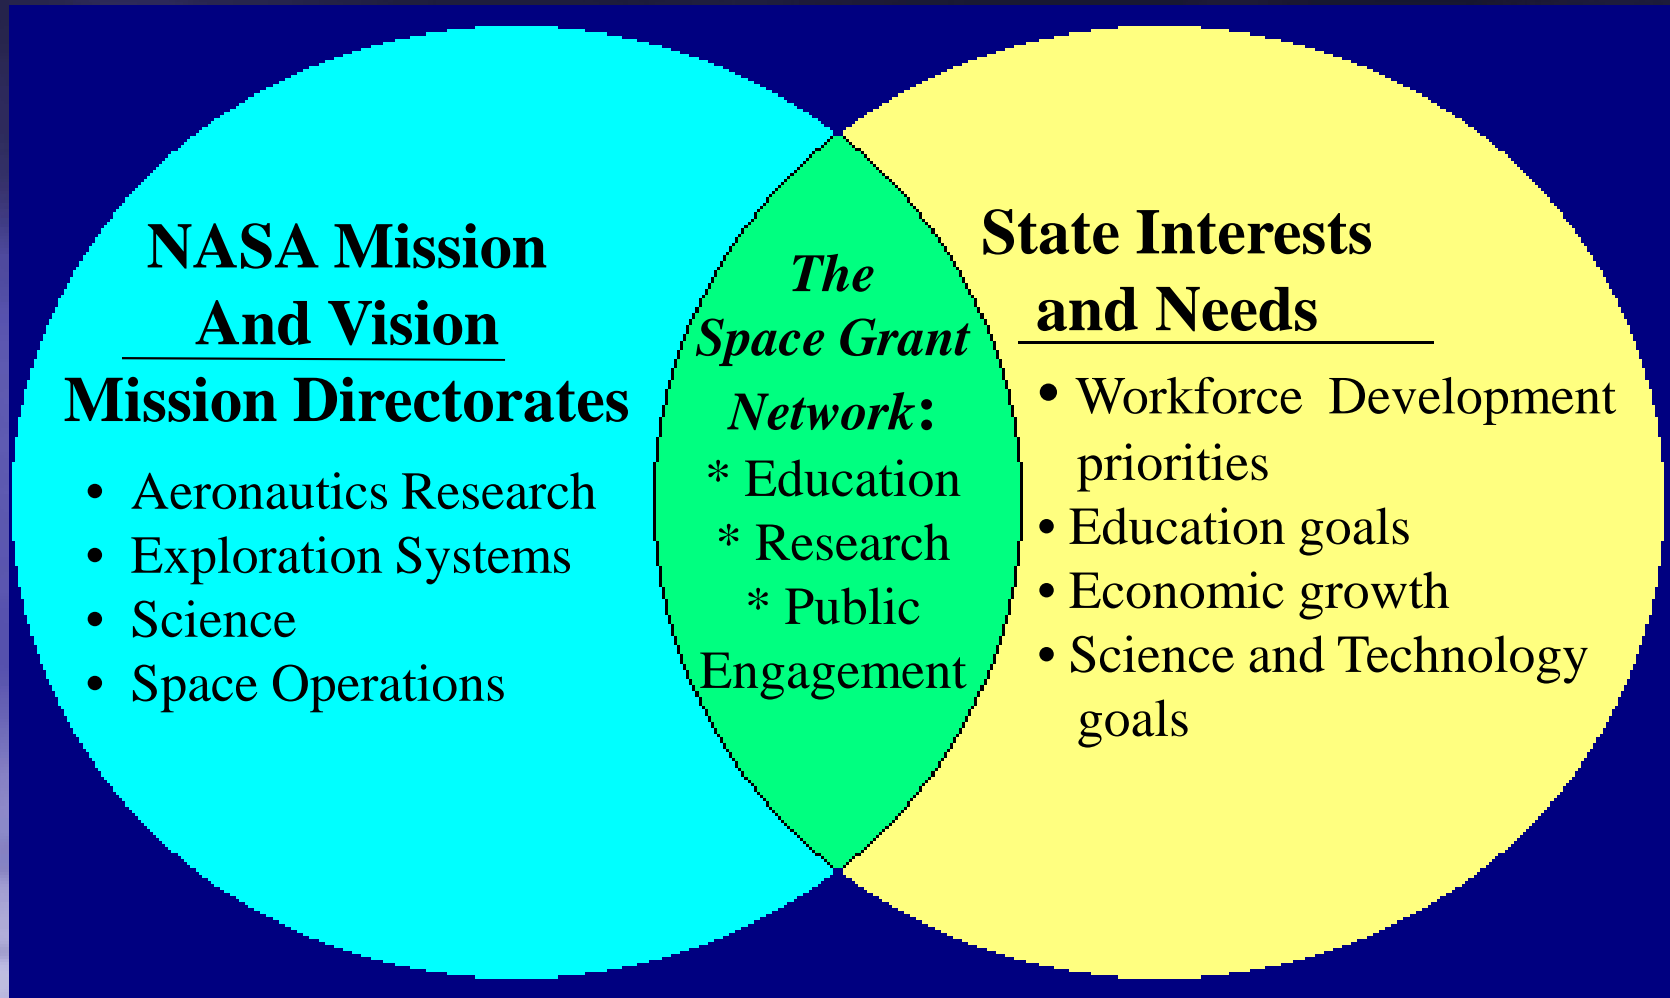 NASA Mission
And Vision
Mission Directorates
• Aeronautics Research
• Exploration Systems
• Science
• Space Operations
The
Space Grant
Network:
* Education
* Research
* Public
Engagement
State Interests
and Needs
• Workforce Development
priorities
• Education goals
• Economic growth
• Science and Technology
goals